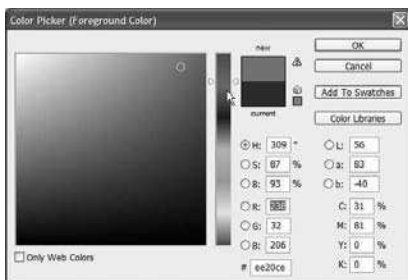 Color Picker (Foreground Color)
new
current
OK
Cancel
Add To Swatches
Color Libraries
H: 309 °
S: 87 %
B: 93 %
R: 238
G: 32
B: 206
# ee20ce
L: 56
a: 82
b: -40
C: 31 %
M: 81 %
Y: 0 %
K: 0 %
Only Web Colors